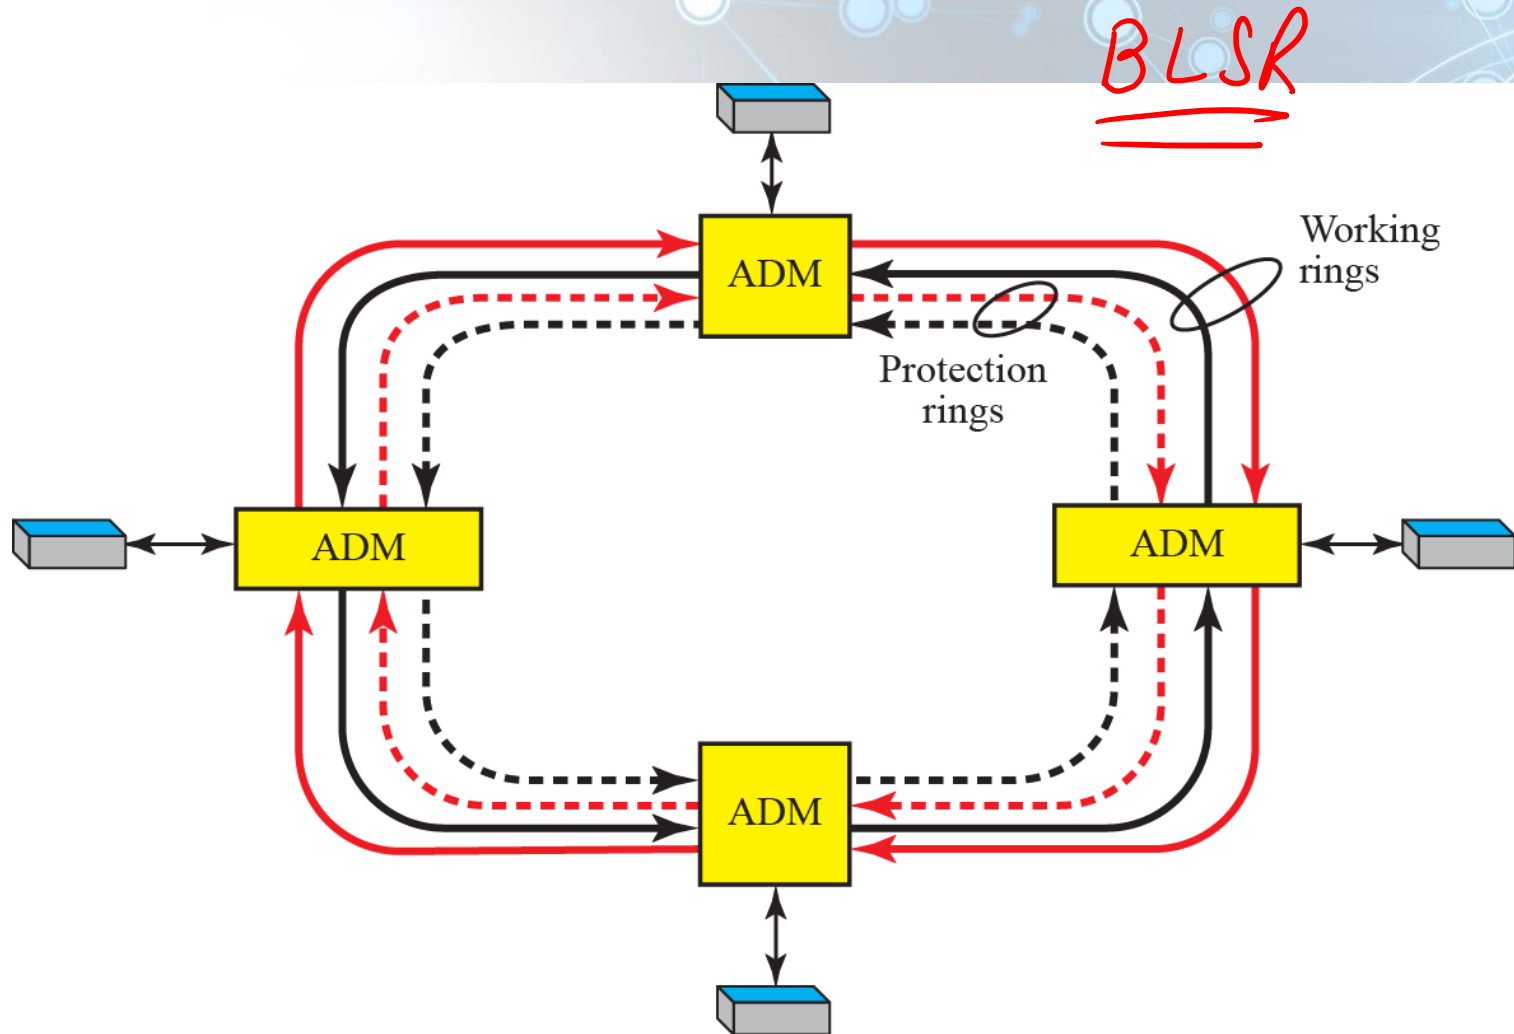 BLSR
Working
rings
ADM
Protection
rings
ADM
ADM
ADM